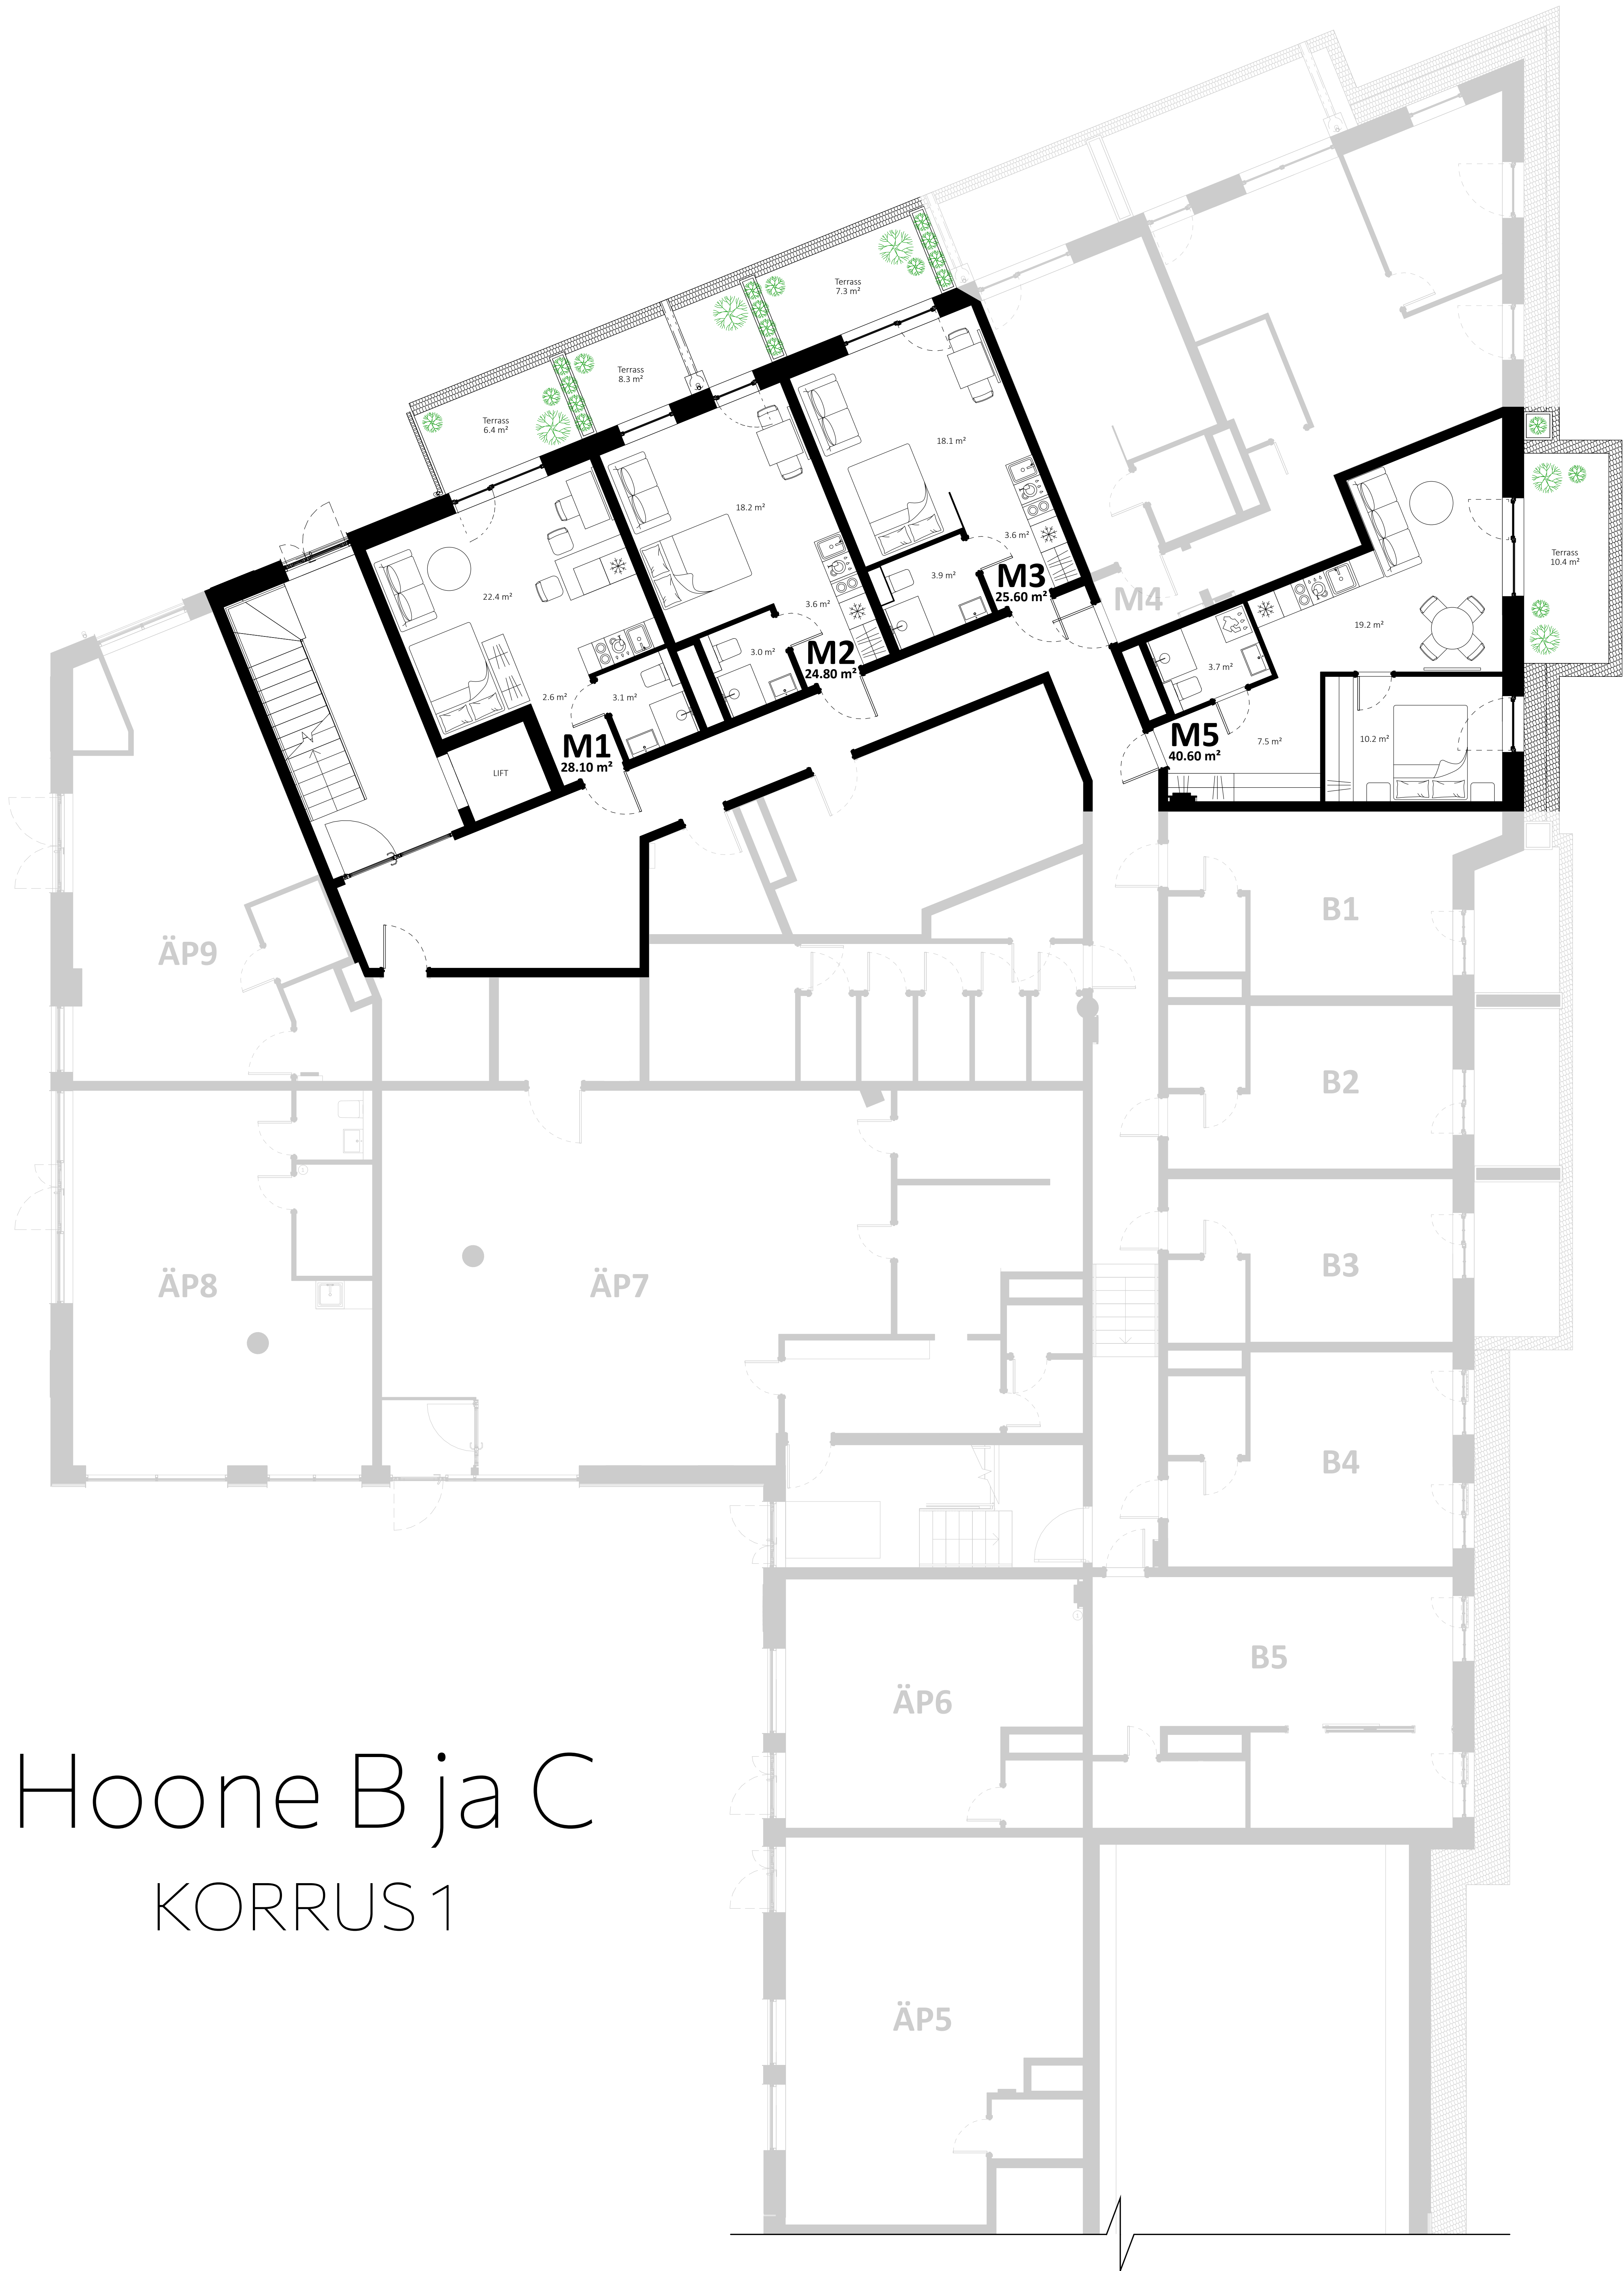 Terrass
7.3 m²
Terrass
8.3 m²
Terrass
6.4 m²
18.1 m²
18.2 m²
3.6 m²
Terrass
10.4 m²
22.4 m²
3.9 m²
M3
25.60 m²
M4
3.6 m²
19.2 m²
3.0 m²
M2
24.80 m²
3.7 m²
2.6 m²
3.1 m²
M1
28.10 m²
M5
40.60 m²
7.5 m²
10.2 m²
LIFT
B1
ÄP9
B2
B3
ÄP8
ÄP7
B4
B5
ÄP6
Hoone B ja C
KORRUS 1
ÄP5